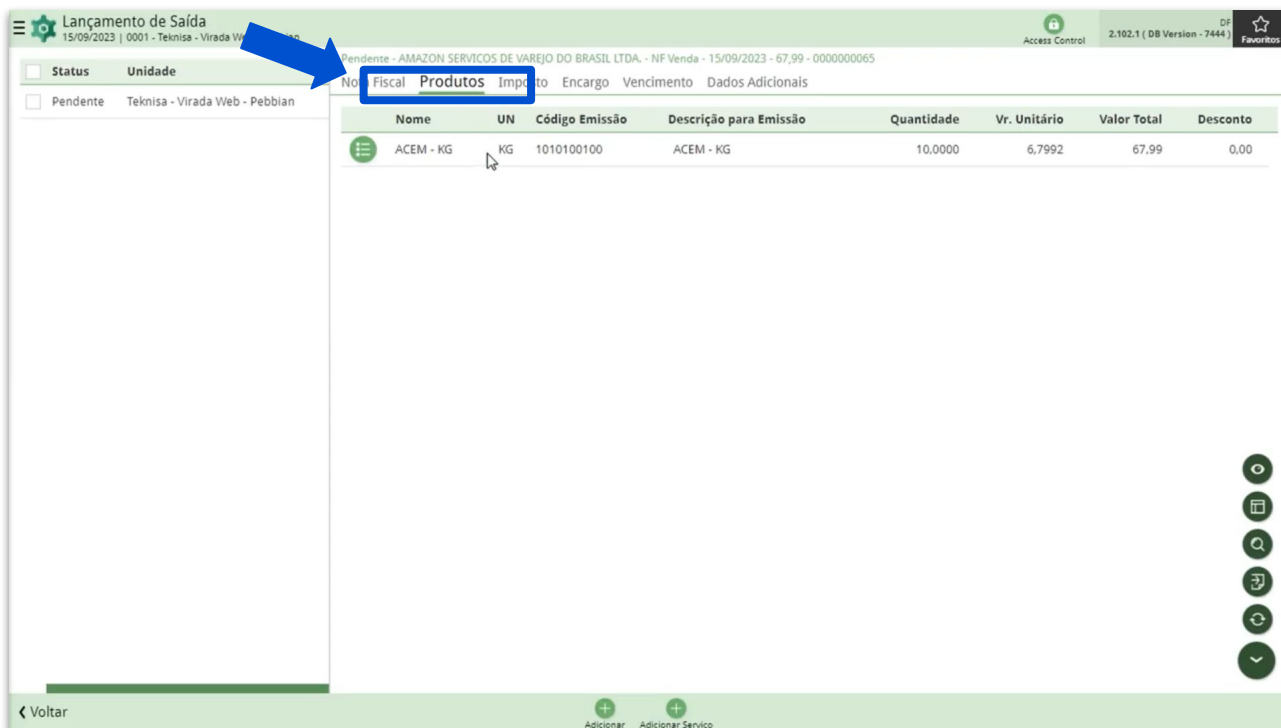 Lançamento de Saída
15/09/2023 | 0001 - Teknisa - Virada
Access Control
2.102.1 ( DB Version - 7444 )
DF
Favoritos
Status Unidade
Pendente Teknisa - Virada Web - Pebbian
Pendente - AMAZON SERVICOS DE VAREJO DO BRASIL LTDA. - NF Venda - 15/09/2023 - 67,99 - 0000000065
Nota Fiscal Produtos Imposto Encargo Vencimento Dados Adicionais
Nome UN Código Emissão Descrição para Emissão Quantidade Vr. Unitário Valor Total Desconto
ACEM - KG KG 1010100100 ACEM - KG 10,0000 6,7992 67,99 0,00
Voltar
Adicionar Adicionar Serviço